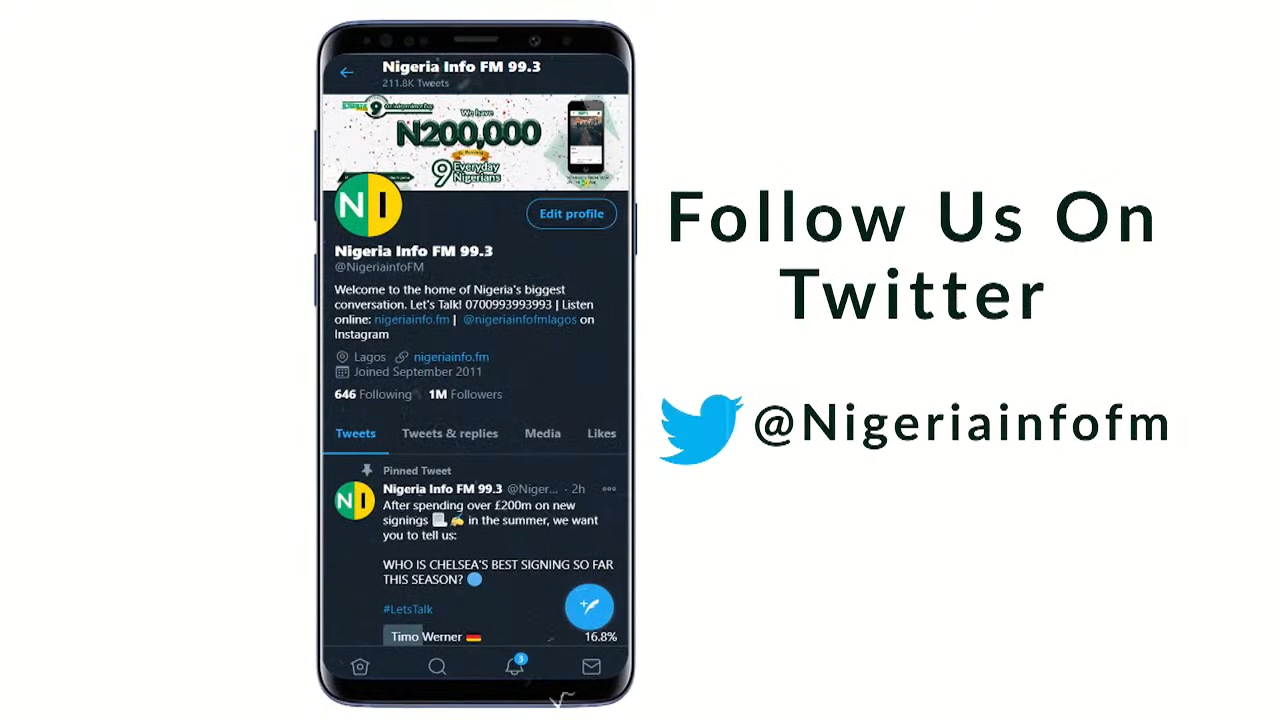 Nigeria Info FM 99.3
211.8K Tweets
We have
N200,000
9 Everyday
Nigerians
NI
Edit profile
Nigeria Info FM 99.3
@NigeriainfoFM
Welcome to the home of Nigeria's biggest
conversation. Let's Talk! 0700993993993 | Listen
online: nigeriainfo.fm | @nigeriainfofmlagos on
Instagram
Lagos nigeriainfo.fm
Joined September 2011
646 Following 1M Followers
Tweets Tweets & replies Media Likes
Pinned Tweet
NI
Nigeria Info FM 99.3 @Niger... · 2h
After spending over £200m on new
signings 📃✍️ in the summer, we want
you to tell us:
WHO IS CHELSEA'S BEST SIGNING SO FAR
THIS SEASON? 🔵
#LetsTalk
Timo Werner 🇩🇪 16.8%
3
Follow Us On
Twitter
@Nigeriainfofm